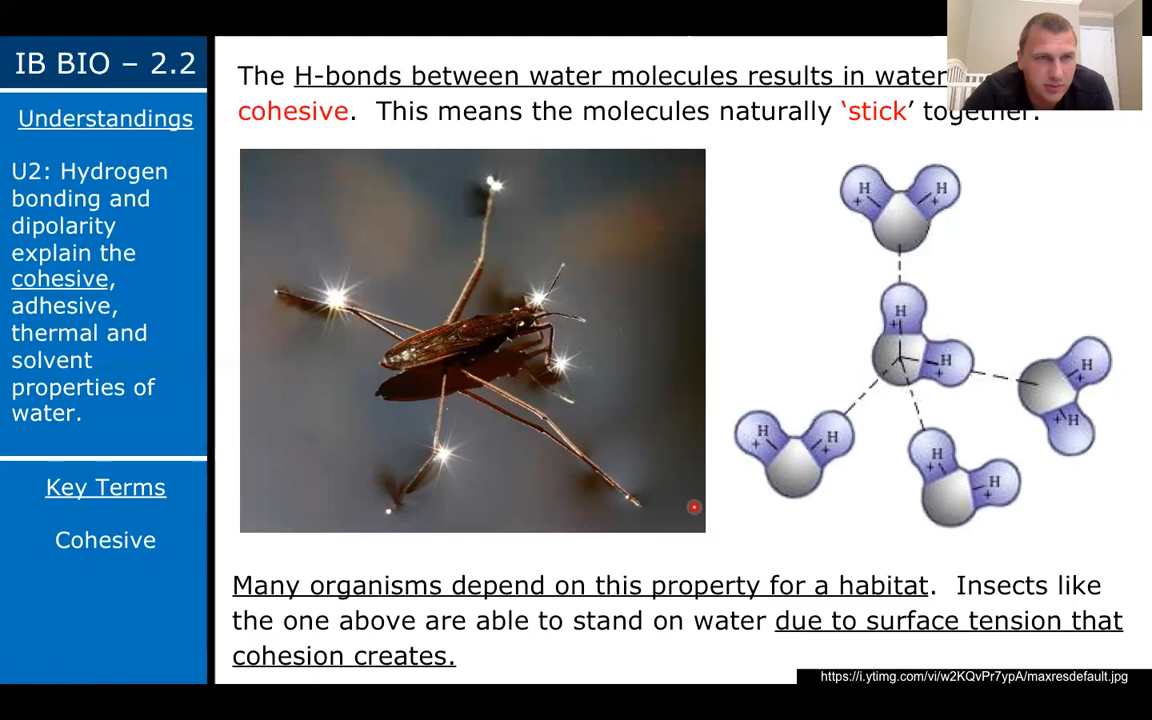 IB BIO – 2.2
Understandings
U2: Hydrogen
bonding and
dipolarity
explain the
cohesive,
adhesive,
thermal and
solvent
properties of
water.
Key Terms
Cohesive
The H-bonds between water molecules results in water
cohesive. This means the molecules naturally ‘stick’ together.
H + H +
H +
H +
H +
H +
H + H +
H +
H +
Many organisms depend on this property for a habitat. Insects like
the one above are able to stand on water due to surface tension that
cohesion creates.
https://i.ytimg.com/vi/w2KQvPr7ypA/maxresdefault.jpg